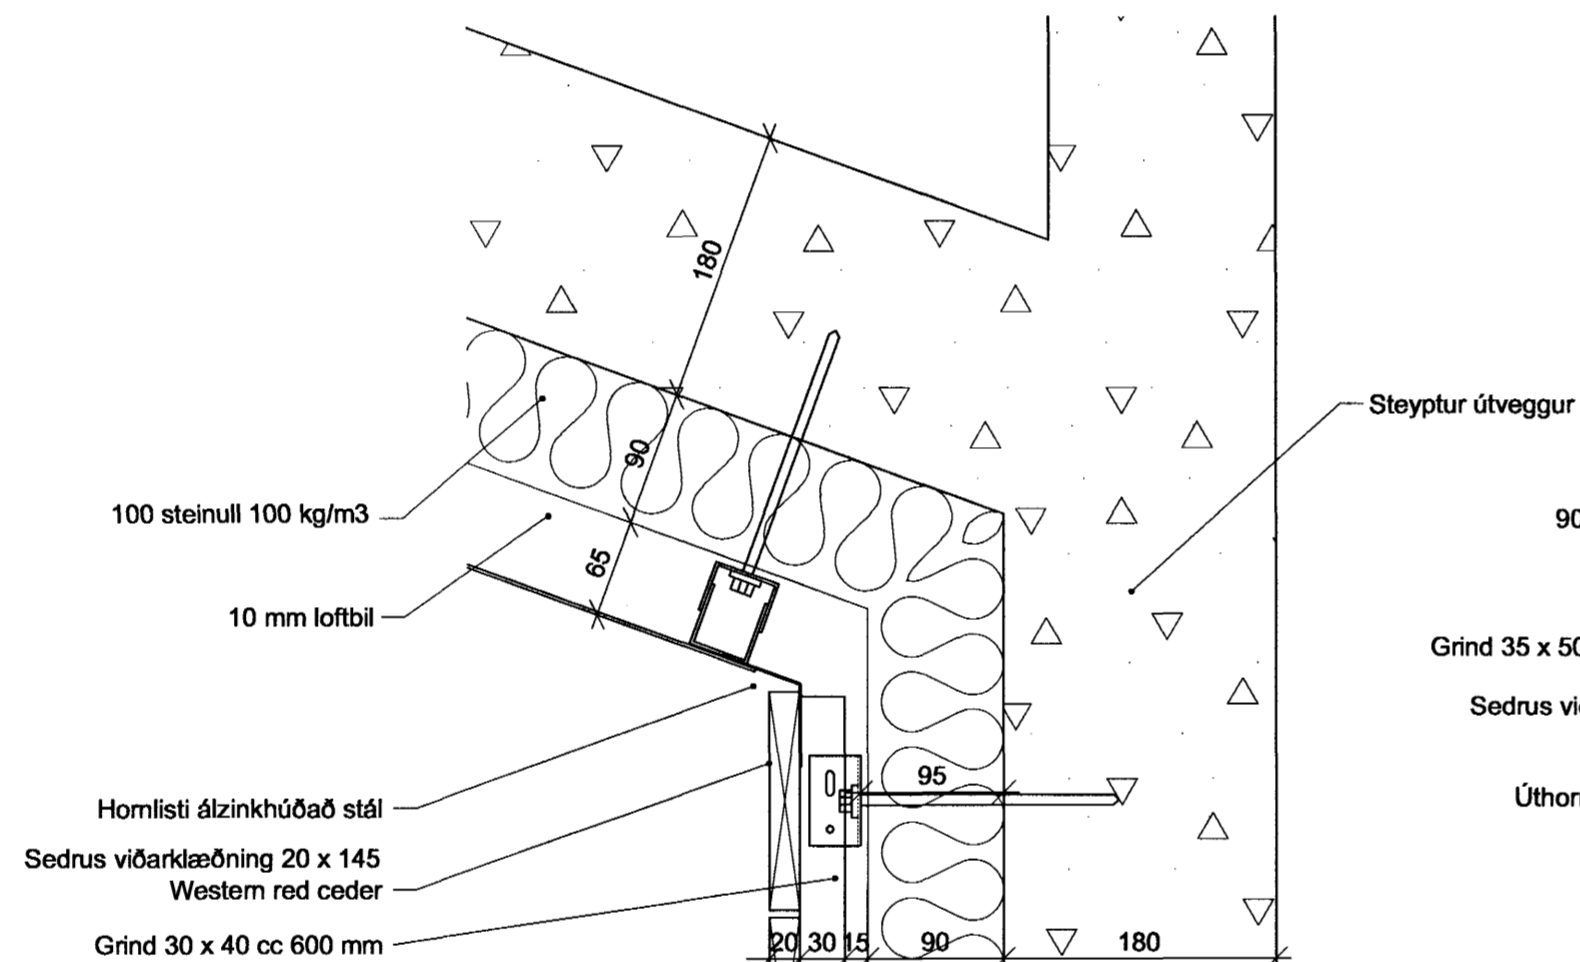 180
90
65
100 steinull 100 kg/m3
10 mm loftbil
Hornlisti álzinkhúðað stál
Sedrus viðarklæðning 20 x 145
Western red ceder
Grind 30 x 40 cc 600 mm
95
20 30 15 90 180
Steyptur útveggur
90
Grind 35 x 50
Sedrus
Úthorn